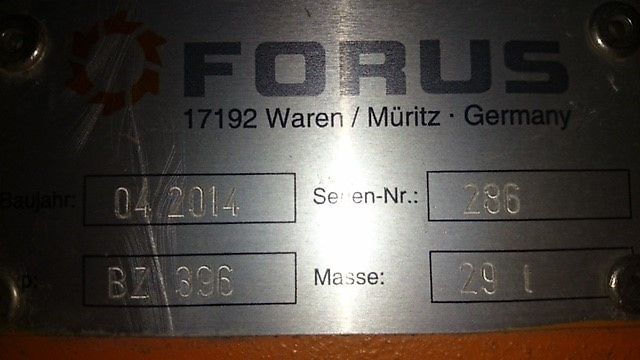 FORUS
17192 Waren / Müritz · Germany
Baujahr: 04 2014 Serien-Nr.: 286
BZ 396 Masse: 29 t